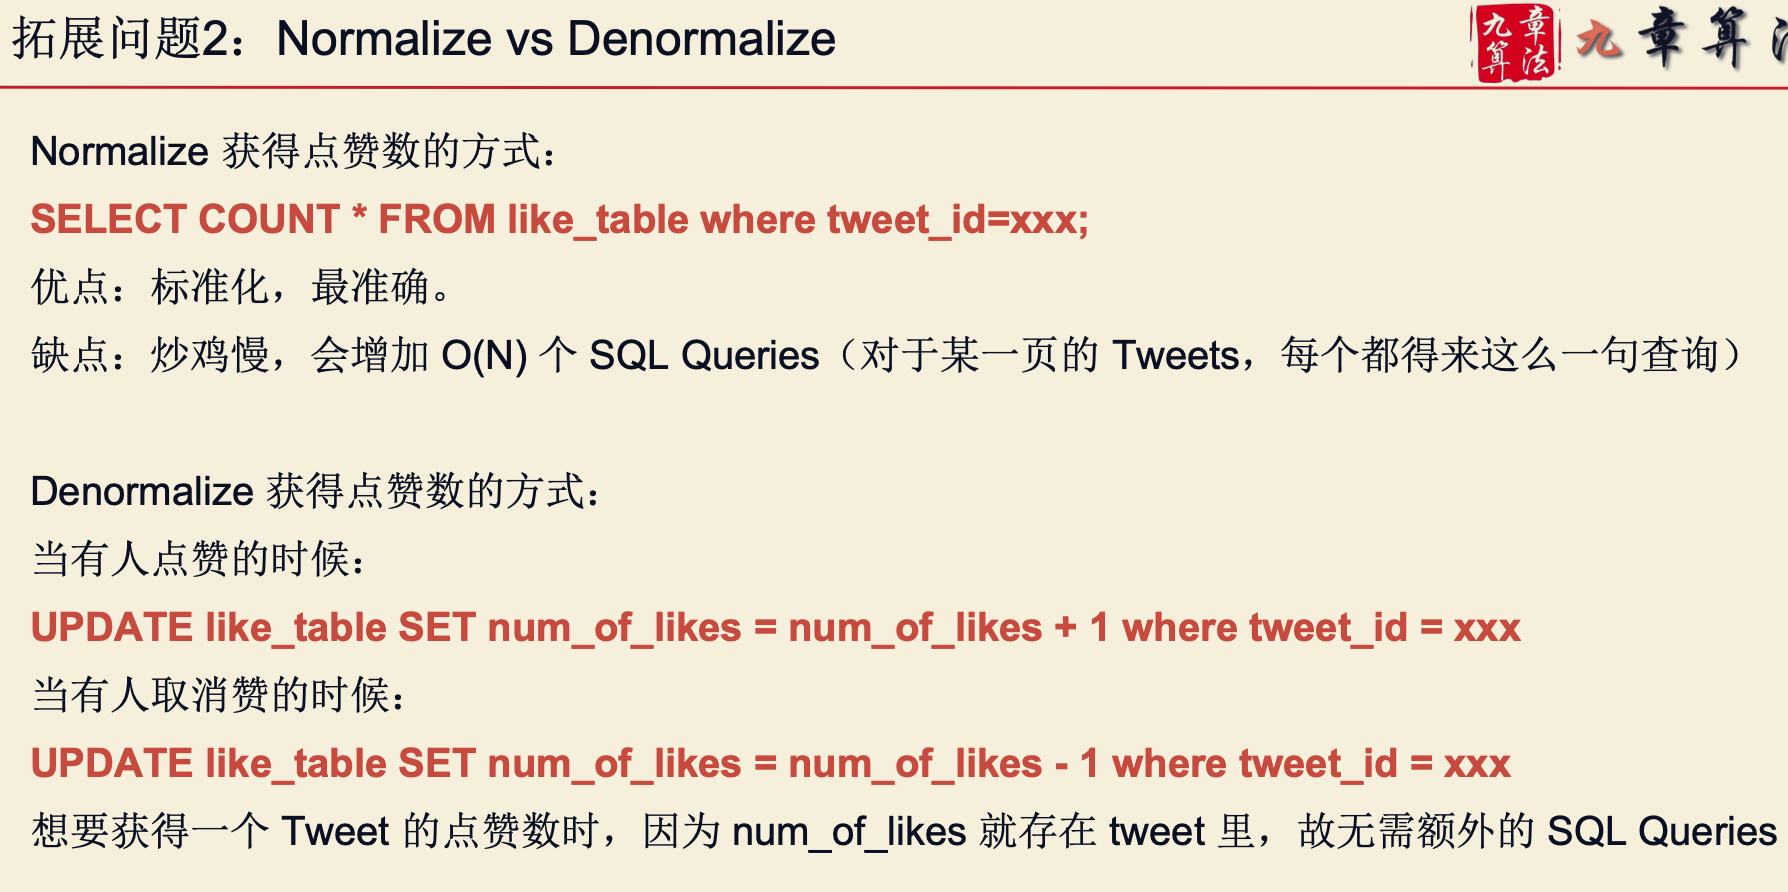 拓展问题2：Normalize vs Denormalize
九章算法
九章算
Normalize 获得点赞数的方式：
SELECT COUNT * FROM like_table where tweet_id=xxx;
优点：标准化，最准确。
缺点：炒鸡慢，会增加 O(N) 个 SQL Queries（对于某一页的 Tweets，每个都得来这么一句查询）
Denormalize 获得点赞数的方式：
当有人点赞的时候：
UPDATE like_table SET num_of_likes = num_of_likes + 1 where tweet_id = xxx
当有人取消赞的时候：
UPDATE like_table SET num_of_likes = num_of_likes - 1 where tweet_id = xxx
想要获得一个 Tweet 的点赞数时，因为 num_of_likes 就存在 tweet 里，故无需额外的 SQL Queries